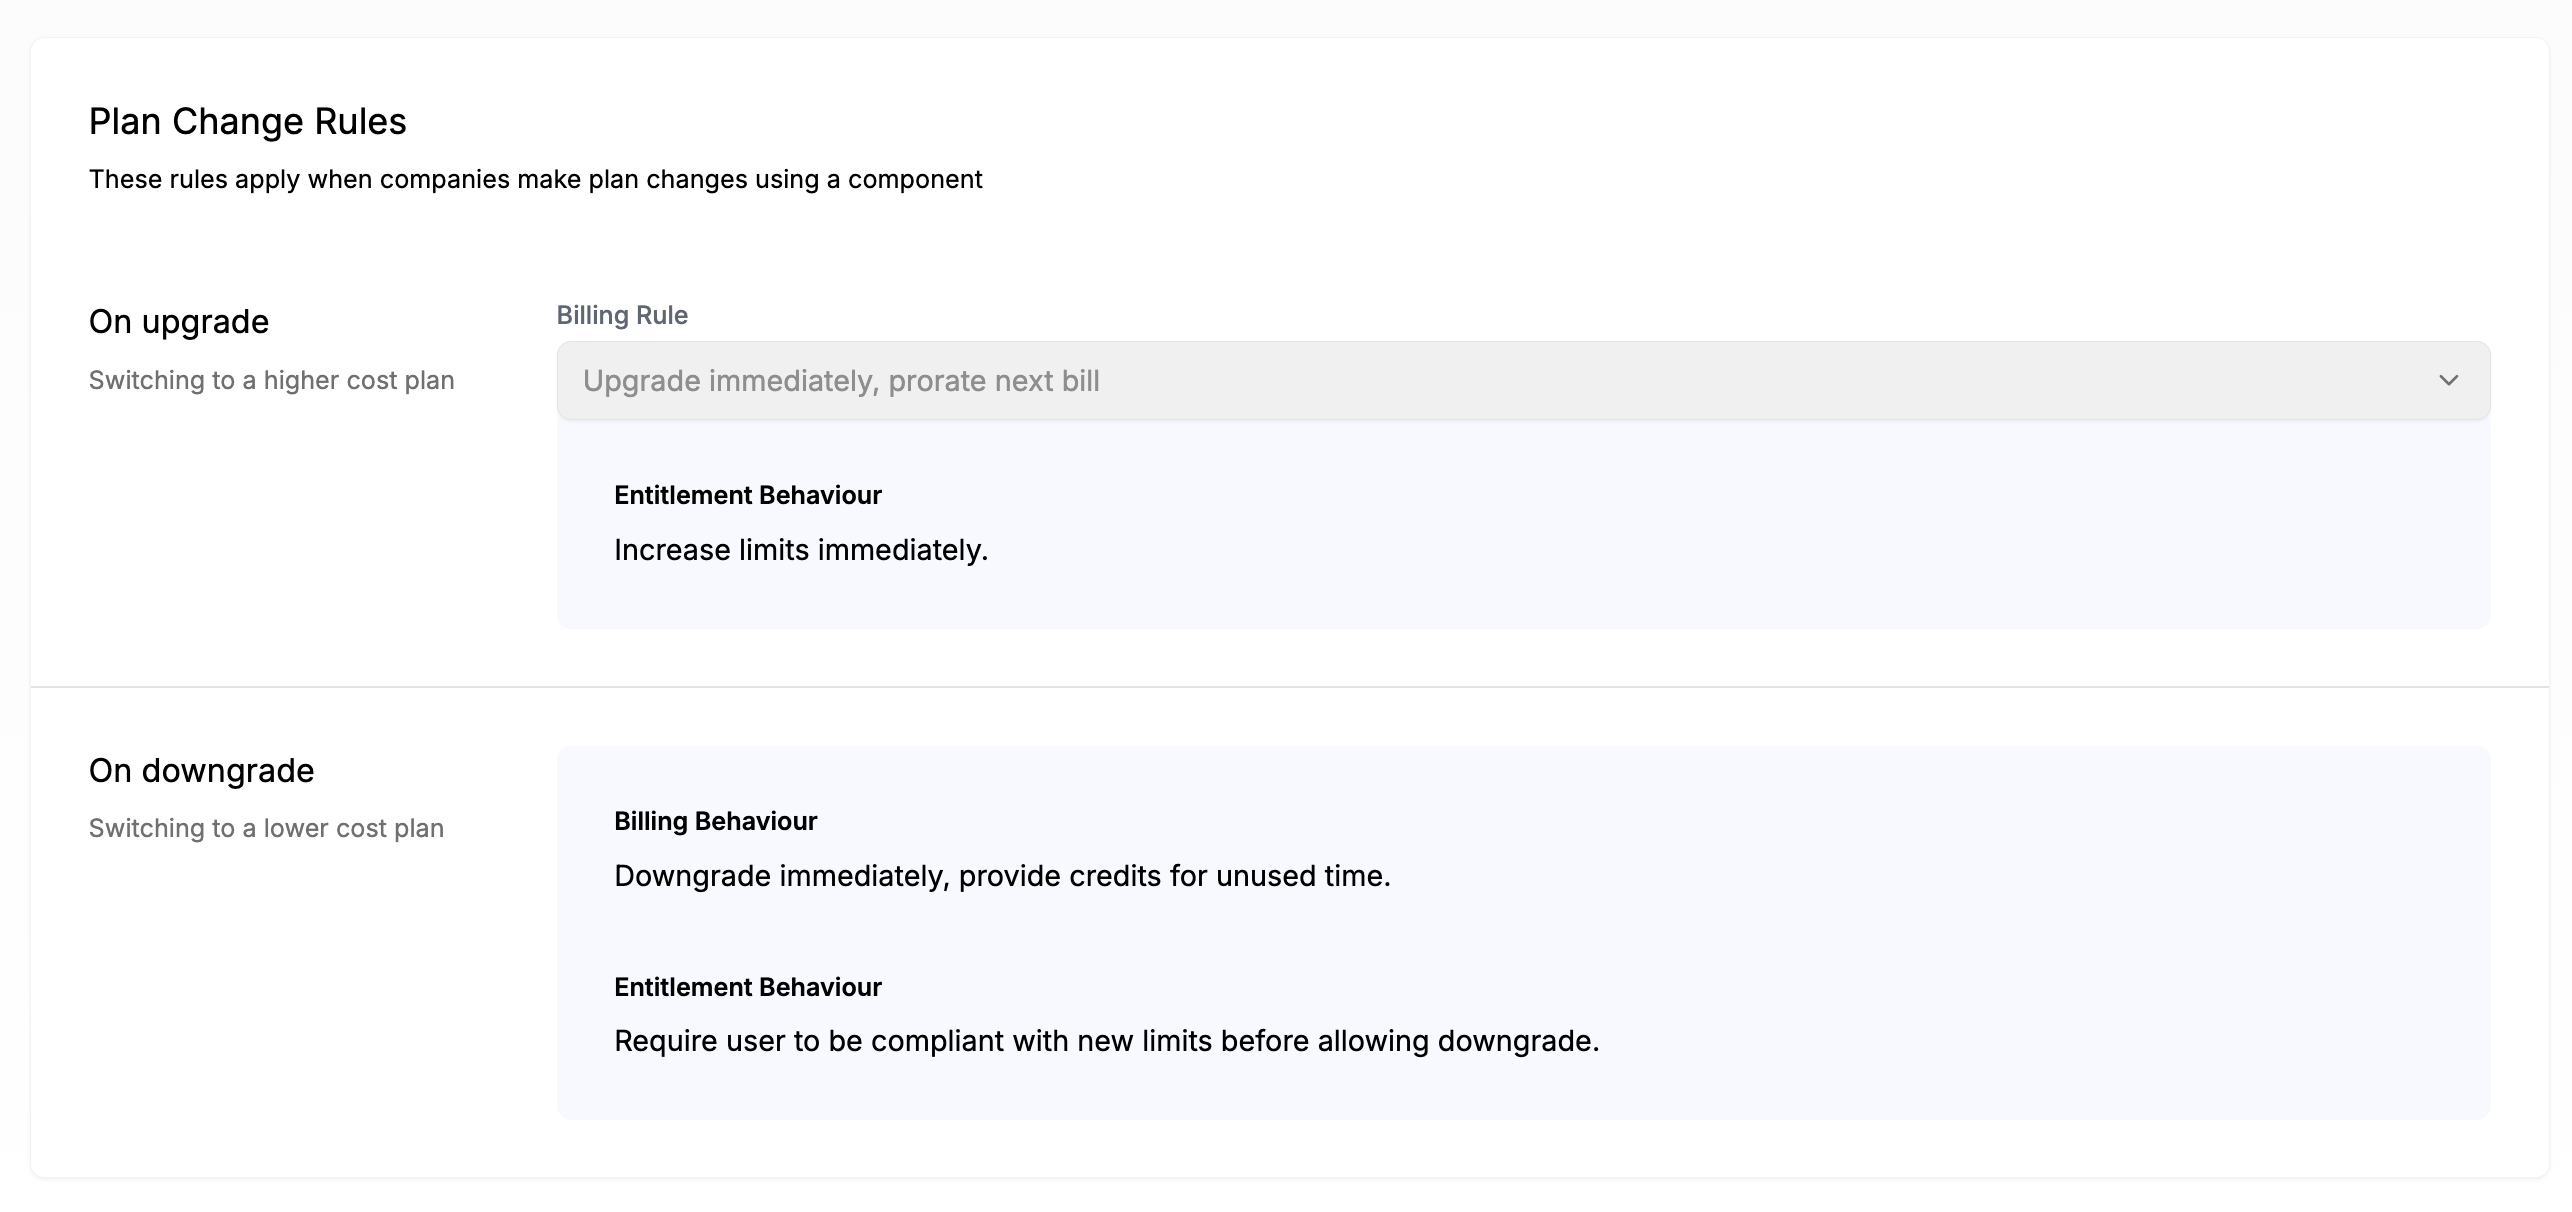 Plan Change Rules
These rules apply when companies make plan changes using a component
On upgrade
Switching to a higher cost plan
Billing Rule
Upgrade immediately, prorate next bill
Entitlement Behaviour
Increase limits immediately.
On downgrade
Switching to a lower cost plan
Billing Behaviour
Downgrade immediately, provide credits for unused time.
Entitlement Behaviour
Require user to be compliant with new limits before allowing downgrade.